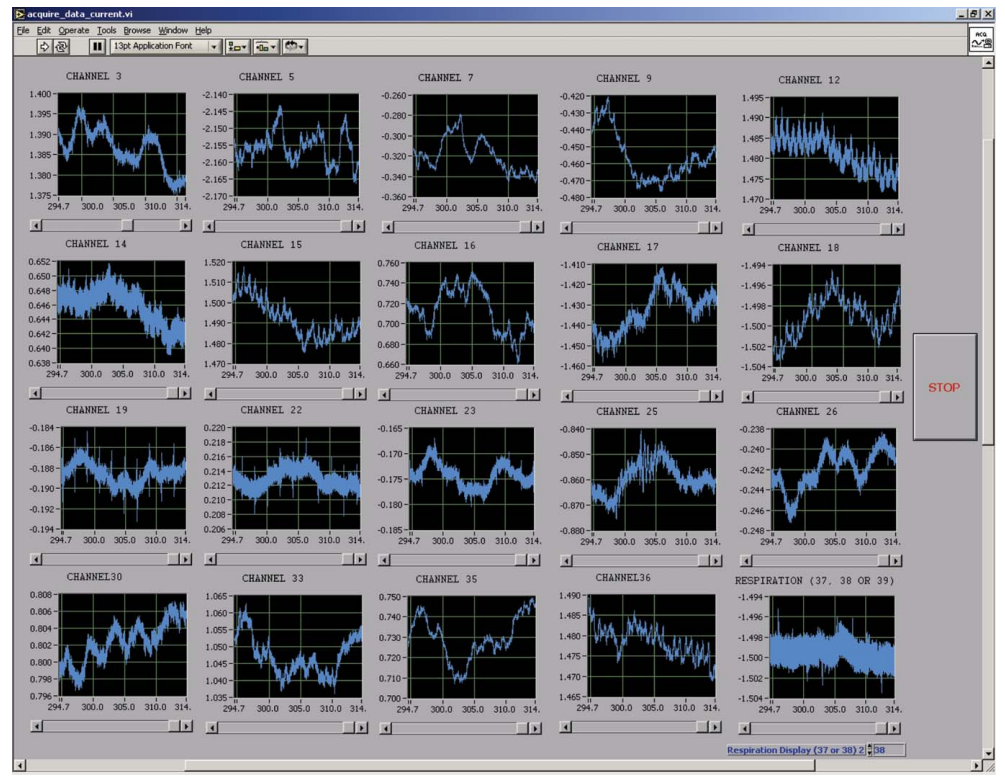 acquire_data_current.vi
File Edit Operate Tools Browse Window Help
13pt Application Font
ACQ
CHANNEL 3
1.400
1.395
1.390
1.385
1.380
1.375
294.7 300.0 305.0 310.0 314.
CHANNEL 5
-2.140
-2.145
-2.150
-2.155
-2.160
-2.165
-2.170
294.7 300.0 305.0 310.0 314.
CHANNEL 7
-0.260
-0.280
-0.300
-0.320
-0.340
-0.360
294.7 300.0 305.0 310.0 314.
CHANNEL 9
-0.420
-0.430
-0.440
-0.450
-0.460
-0.470
-0.480
294.7 300.0 305.0 310.0 314.
CHANNEL 12
1.495
1.490
1.485
1.480
1.475
1.470
294.7 300.0 305.0 310.0 314.
CHANNEL 14
0.652
0.650
0.648
0.646
0.644
0.642
0.640
0.638
294.7 300.0 305.0 310.0 314.
CHANNEL 15
1.520
1.510
1.500
1.490
1.480
1.470
294.7 300.0 305.0 310.0 314.
CHANNEL 16
0.760
0.740
0.720
0.700
0.680
0.660
294.7 300.0 305.0 310.0 314.
CHANNEL 17
-1.410
-1.420
-1.430
-1.440
-1.450
-1.460
294.7 300.0 305.0 310.0 314.
CHANNEL 18
-1.494
-1.496
-1.498
-1.500
-1.502
-1.504
294.7 300.0 305.0 310.0 314.
STOP
CHANNEL 19
-0.184
-0.186
-0.188
-0.190
-0.192
-0.194
294.7 300.0 305.0 310.0 314.
CHANNEL 22
0.220
0.218
0.216
0.214
0.212
0.210
0.208
0.206
294.7 300.0 305.0 310.0 314.
CHANNEL 23
-0.165
-0.170
-0.175
-0.180
-0.185
294.7 300.0 305.0 310.0 314.
CHANNEL 25
-0.840
-0.850
-0.860
-0.870
-0.880
294.7 300.0 305.0 310.0 314.
CHANNEL 26
-0.238
-0.240
-0.242
-0.244
-0.246
-0.248
294.7 300.0 305.0 310.0 314.
CHANNEL30
0.808
0.806
0.804
0.802
0.800
0.798
0.796
294.7 300.0 305.0 310.0 314.
CHANNEL 33
1.065
1.060
1.055
1.050
1.045
1.040
1.035
294.7 300.0 305.0 310.0 314.
CHANNEL 35
0.750
0.740
0.730
0.720
0.710
0.700
294.7 300.0 305.0 310.0 314.
CHANNEL36
1.490
1.485
1.480
1.475
1.470
1.465
294.7 300.0 305.0 310.0 314.
RESPIRATION (37, 38 OR 39)
-1.494
-1.496
-1.498
-1.500
-1.502
-1.504
294.7 300.0 305.0 310.0 314.
Respiration Display (37 or 38) 2 38